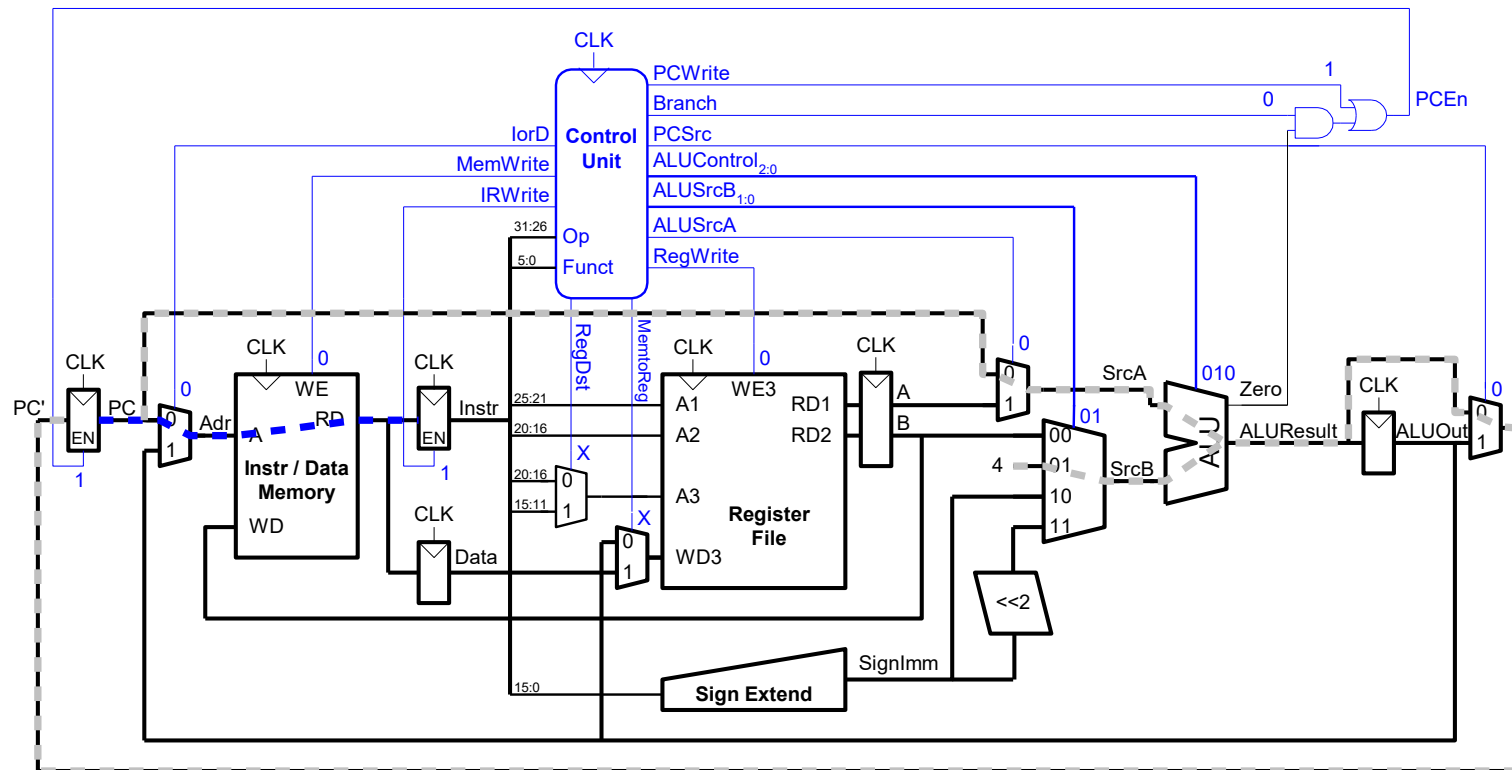 CLK
PCWrite
1
Branch
0
PCEn
IorD
Control
Unit
PCSrc
MemWrite
ALUControl2:0
IRWrite
ALUSrcB1:0
31:26
Op
ALUSrcA
5:0
Funct
RegWrite
RegDst
MemtoReg
CLK
CLK
CLK
CLK
CLK
0
0
0
0
PC'
PC
EN
0
1
Adr
WE
A
RD
Instr / Data
Memory
WD
EN
Instr
1
1
25:21
20:16
20:16
15:11
X
0
1
A1
A2
A3
WD3
WE3
RD1
RD2
Register
File
A
B
0
1
SrcA
010
Zero
CLK
0
0
1
01
00
01
10
11
4
SrcB
ALU
ALUResult
ALUOut
CLK
Data
X
0
1
<<2
SignImm
15:0
Sign Extend